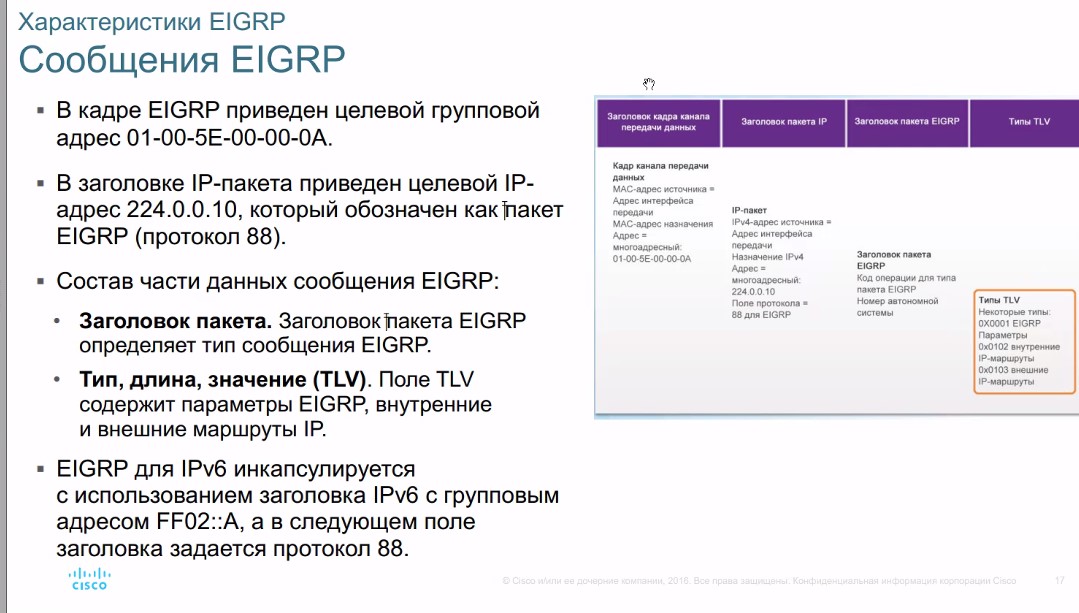 Характеристики EIGRP
Сообщения EIGRP
В кадре EIGRP приведен целевой групповой
адрес 01-00-5E-00-00-0A.
В заголовке IP-пакета приведен целевой IP-
адрес 224.0.0.10, который обозначен как пакет
EIGRP (протокол 88).
Состав части данных сообщения EIGRP:
Заголовок пакета. Заголовок пакета EIGRP
определяет тип сообщения EIGRP.
Тип, длина, значение (TLV). Поле TLV
содержит параметры EIGRP, внутренние
и внешние маршруты IP.
EIGRP для IPv6 инкапсулируется
с использованием заголовка IPv6 с групповым
адресом FF02::A, а в следующем поле
заголовка задается протокол 88.
Заголовок кадра канала
передачи данных
Заголовок пакета IP
Заголовок пакета EIGRP
Типы TLV
Кадр канала передачи
данных
MAC-адрес источника =
Адрес интерфейса
передачи
MAC-адрес назначения
Адрес =
многоадресный:
01-00-5E-00-00-0A
IP-пакет
IPv4-адрес источника =
Адрес интерфейса
передачи
Назначение IPv4
Адрес =
многоадресный:
224.0.0.10
Поле протокола =
88 для EIGRP
Заголовок пакета
EIGRP
Код операции для типа
пакета EIGRP
Номер автономной
системы
Типы TLV
Некоторые типы:
0X0001 EIGRP
Параметры
0x0102 внутренние
IP-маршруты
0x0103 внешние
IP-маршруты
CISCO
© Cisco и/или ее дочерние компании, 2016. Все права защищены. Конфиденциальная информация корпорации Cisco
17